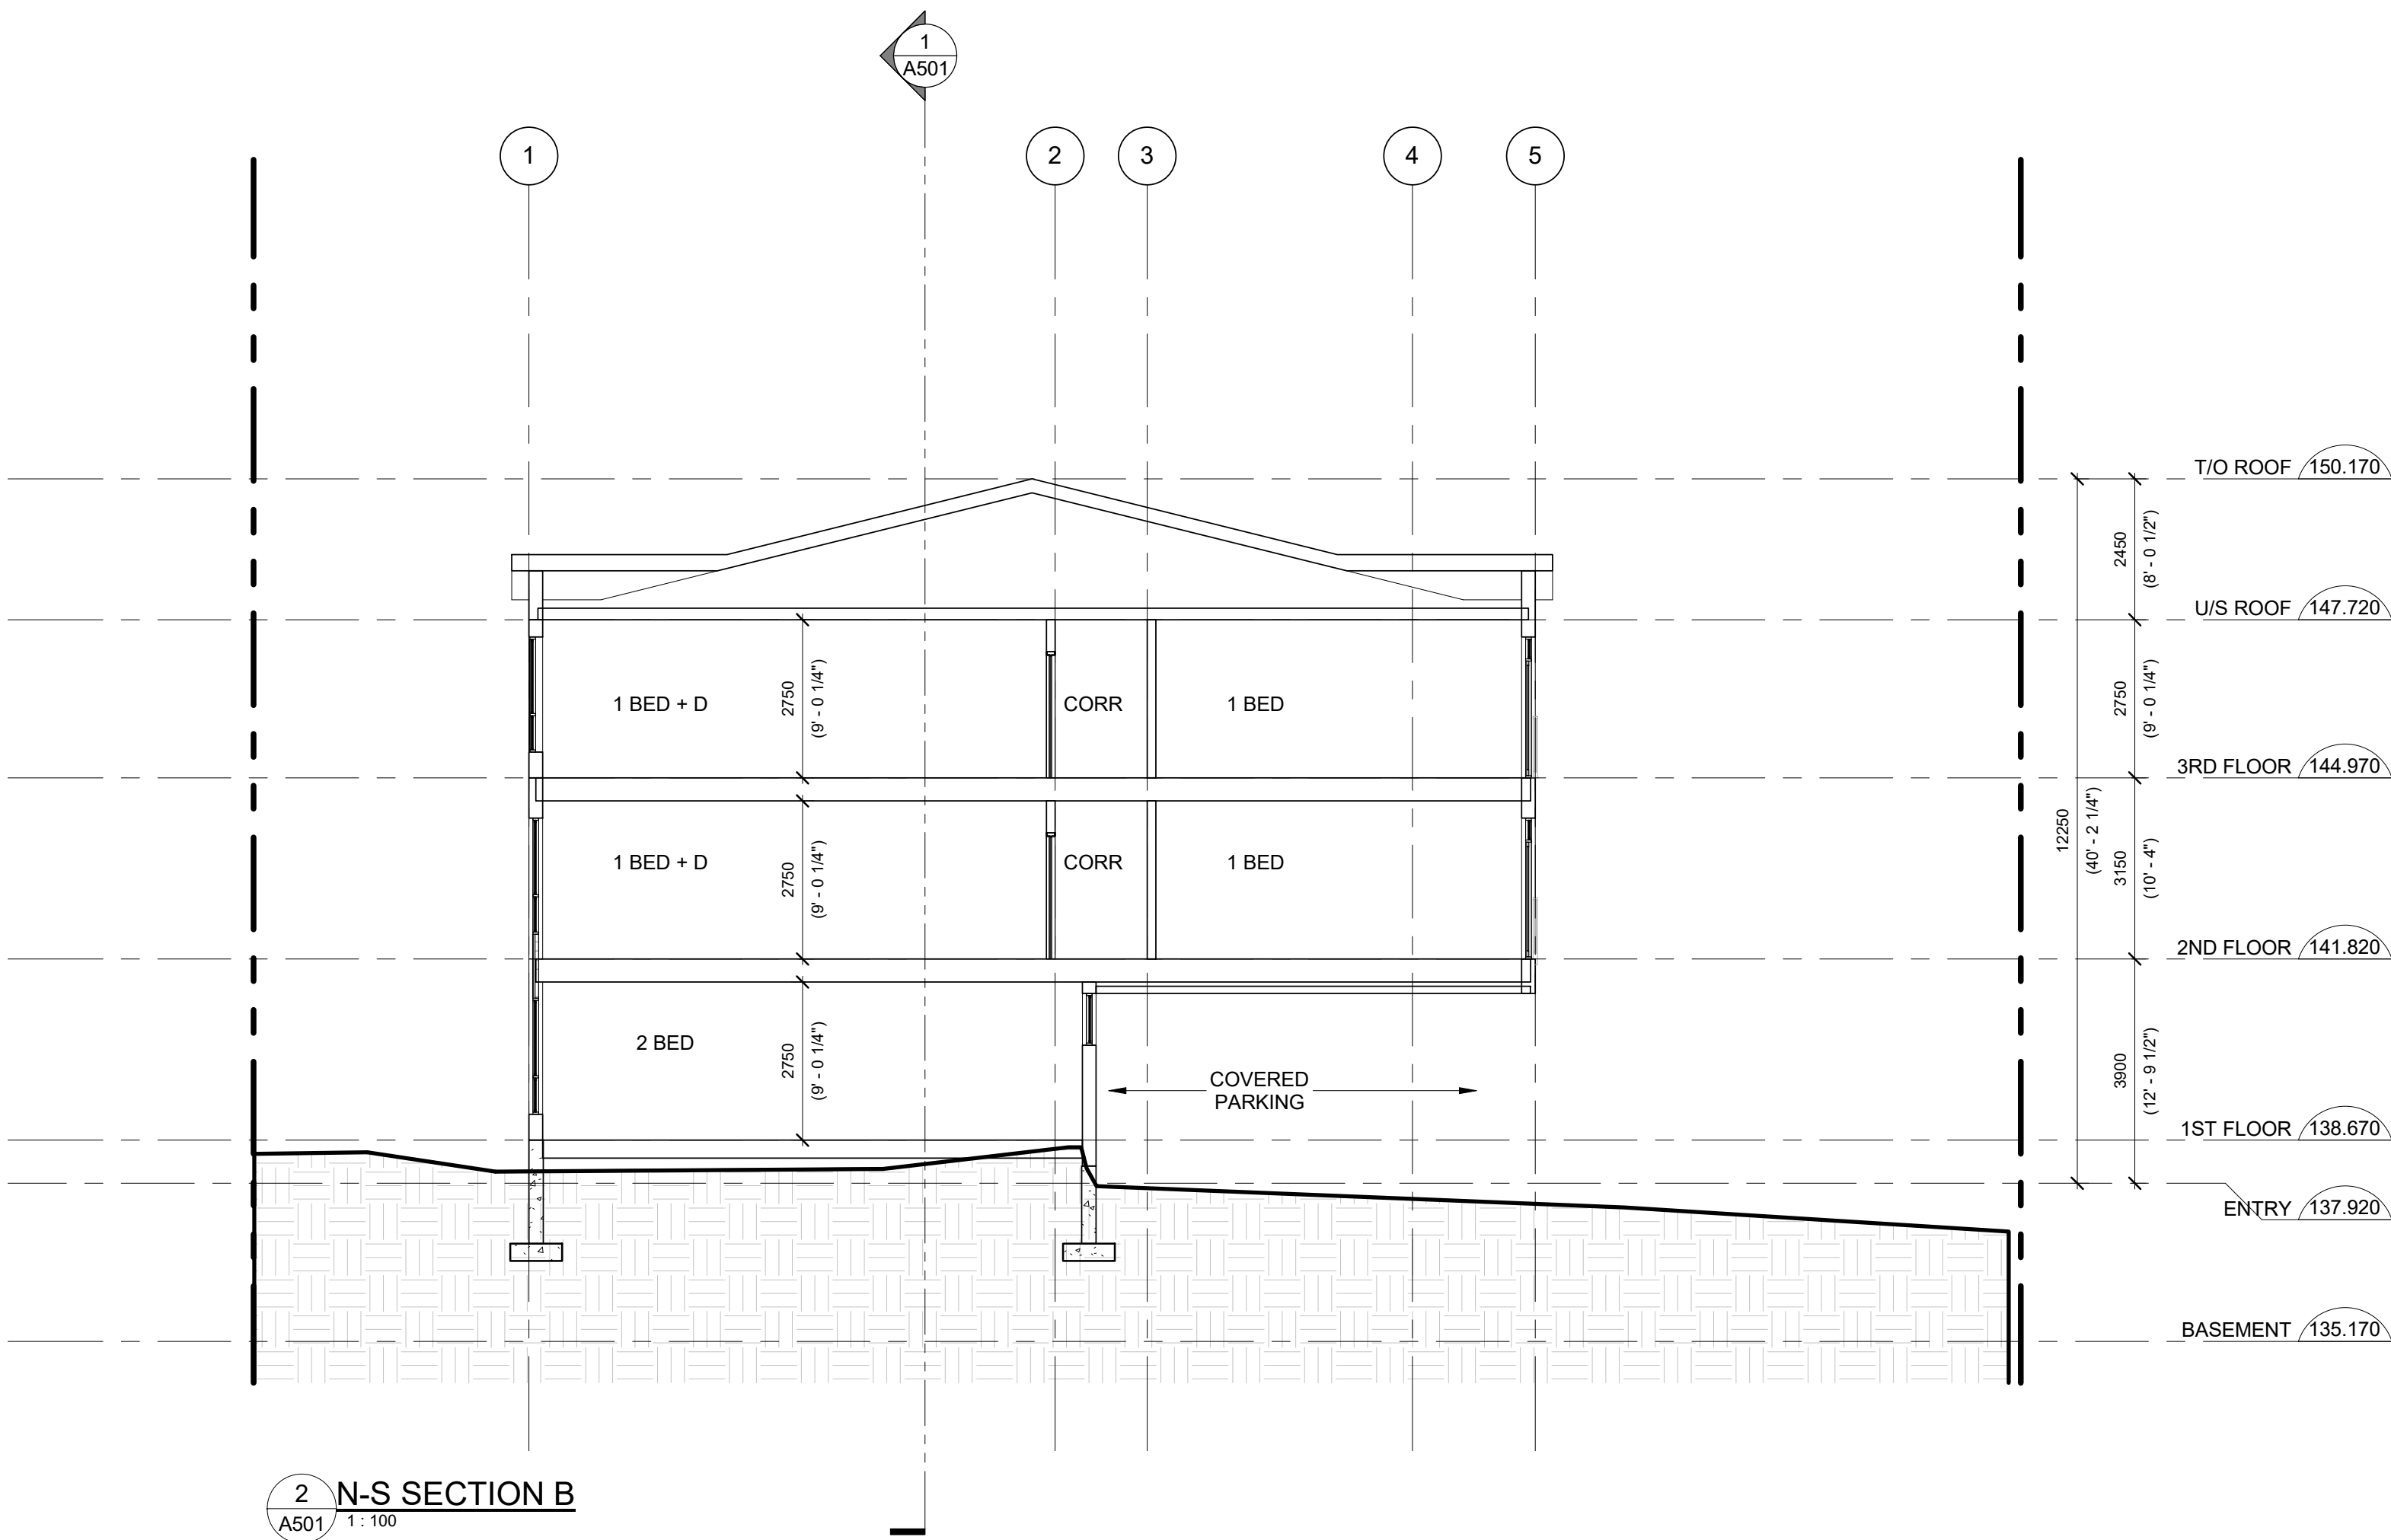 1
A501
1
2
3
4
5
T/O ROOF 150.170
2450
(8' - 0 1/2")
U/S ROOF 147.720
1 BED + D
2750
(9' - 0 1/4")
CORR
1 BED
2750
(9' - 0 1/4")
3RD FLOOR 144.970
12250
(40' - 2 1/4")
1 BED + D
2750
(9' - 0 1/4")
CORR
1 BED
3150
(10' - 4")
2ND FLOOR 141.820
2 BED
2750
(9' - 0 1/4")
COVERED
PARKING
3900
(12' - 9 1/2")
1ST FLOOR 138.670
ENTRY 137.920
BASEMENT 135.170
2
A501
N-S SECTION B
1 : 100